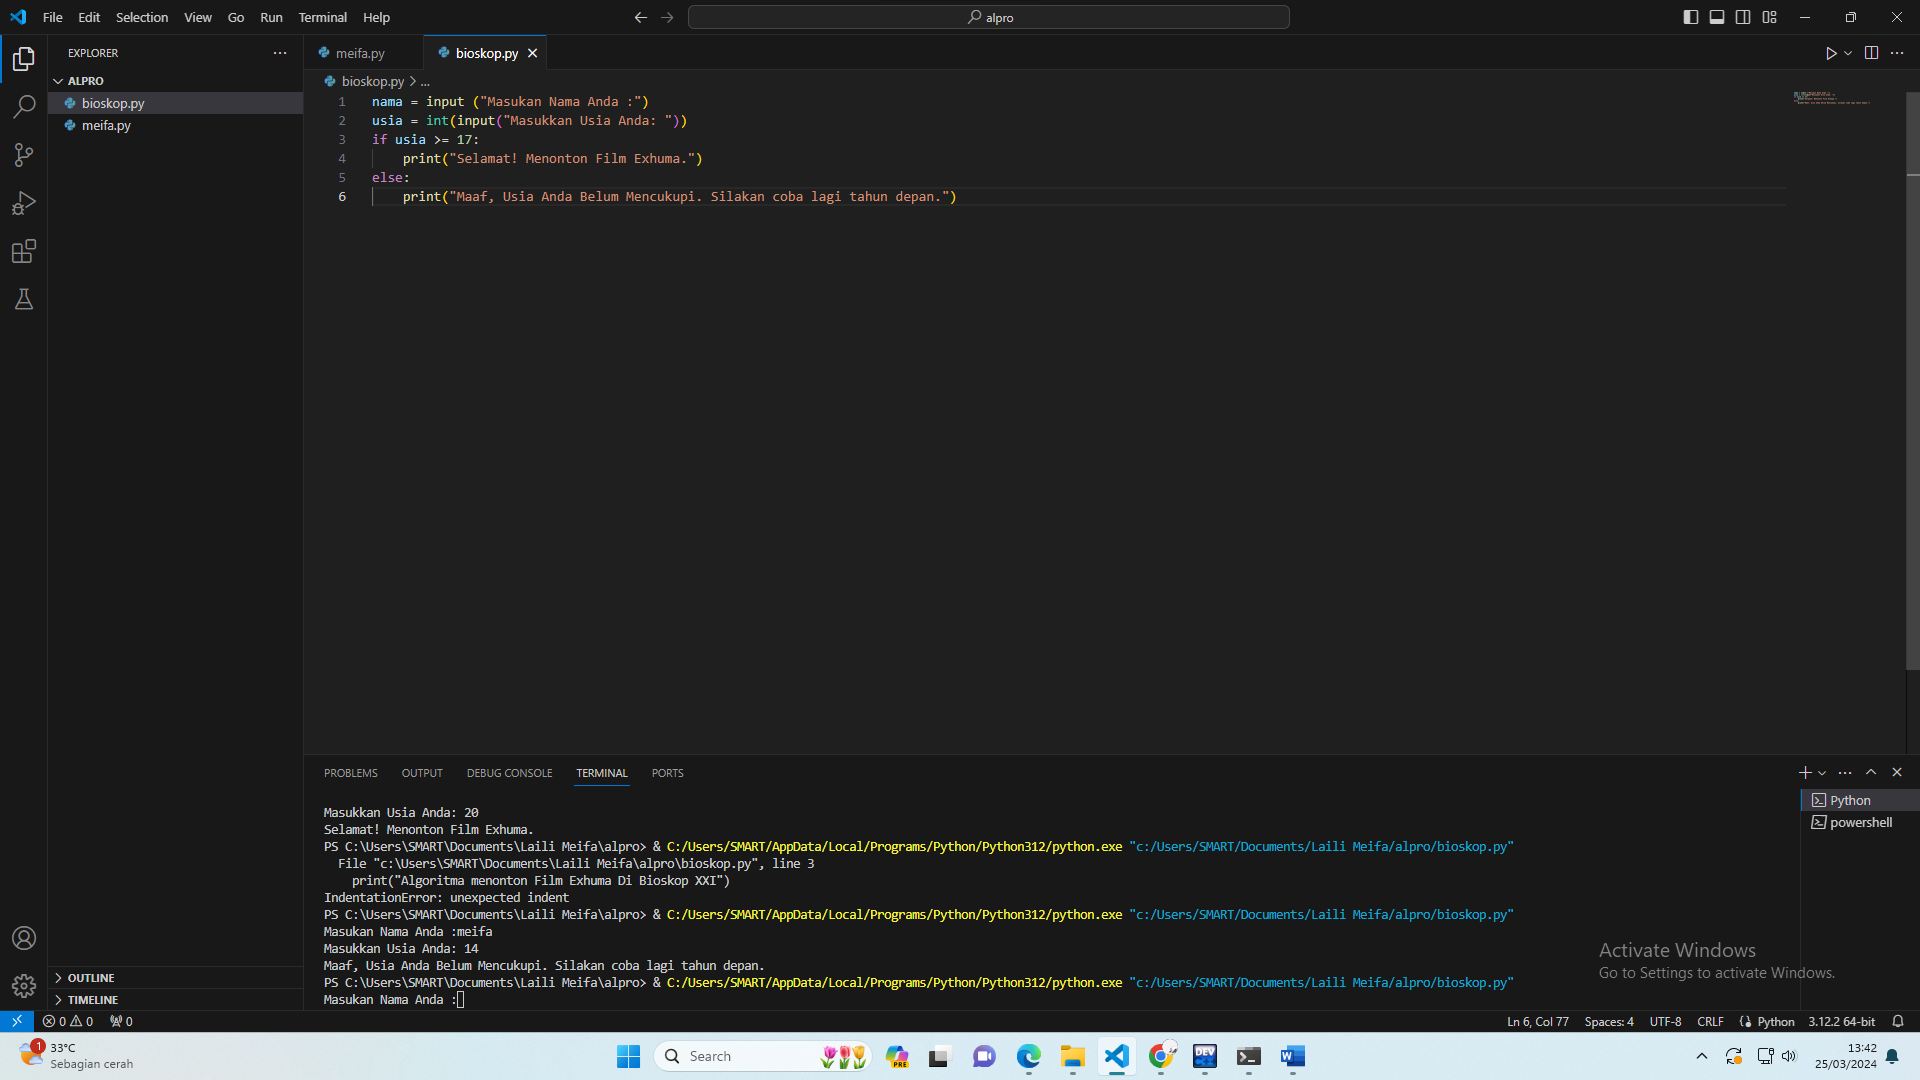 File Edit Selection View Go Run Terminal Help
alpro
EXPLORER
ALPRO
bioskop.py
meifa.py
OUTLINE
TIMELINE
meifa.py
bioskop.py
bioskop.py > ...
1 nama = input ("Masukan Nama Anda :")
2 usia = int(input("Masukkan Usia Anda: "))
3 if usia >= 17:
4 print("Selamat! Menonton Film Exhuma.")
5 else:
6 print("Maaf, Usia Anda Belum Mencukupi. Silakan coba lagi tahun depan.")
PROBLEMS OUTPUT DEBUG CONSOLE TERMINAL PORTS
Masukkan Usia Anda: 20
Selamat! Menonton Film Exhuma.
PS C:\Users\SMART\Documents\Laili Meifa\alpro> & C:/Users/SMART/AppData/Local/Programs/Python/Python312/python.exe "c:/Users/SMART/Documents/Laili Meifa/alpro/bioskop.py"
File "c:\Users\SMART\Documents\Laili Meifa\alpro\bioskop.py", line 3
print("Algoritma menonton Film Exhuma Di Bioskop XXI")
IndentationError: unexpected indent
PS C:\Users\SMART\Documents\Laili Meifa\alpro> & C:/Users/SMART/AppData/Local/Programs/Python/Python312/python.exe "c:/Users/SMART/Documents/Laili Meifa/alpro/bioskop.py"
Masukan Nama Anda :meifa
Masukkan Usia Anda: 14
Maaf, Usia Anda Belum Mencukupi. Silakan coba lagi tahun depan.
PS C:\Users\SMART\Documents\Laili Meifa\alpro> & C:/Users/SMART/AppData/Local/Programs/Python/Python312/python.exe "c:/Users/SMART/Documents/Laili Meifa/alpro/bioskop.py"
Masukan Nama Anda :
Python
powershell
Activate Windows
Go to Settings to activate Windows.
0 0 0
Ln 6, Col 77 Spaces: 4 UTF-8 CRLF Python 3.12.2 64-bit
1
33°C
Sebagian cerah
Search
PRE
DEV
13:42
25/03/2024